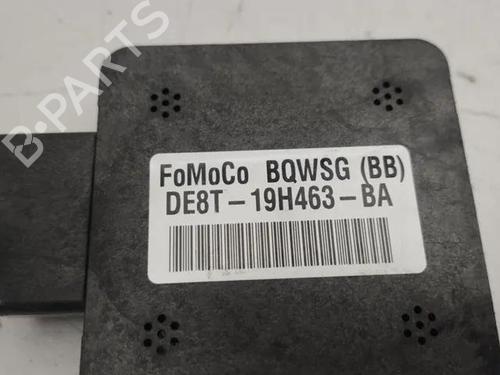 B-PARTS
FoMoCo BQWSG (BB)
DE8T-19H463-BA